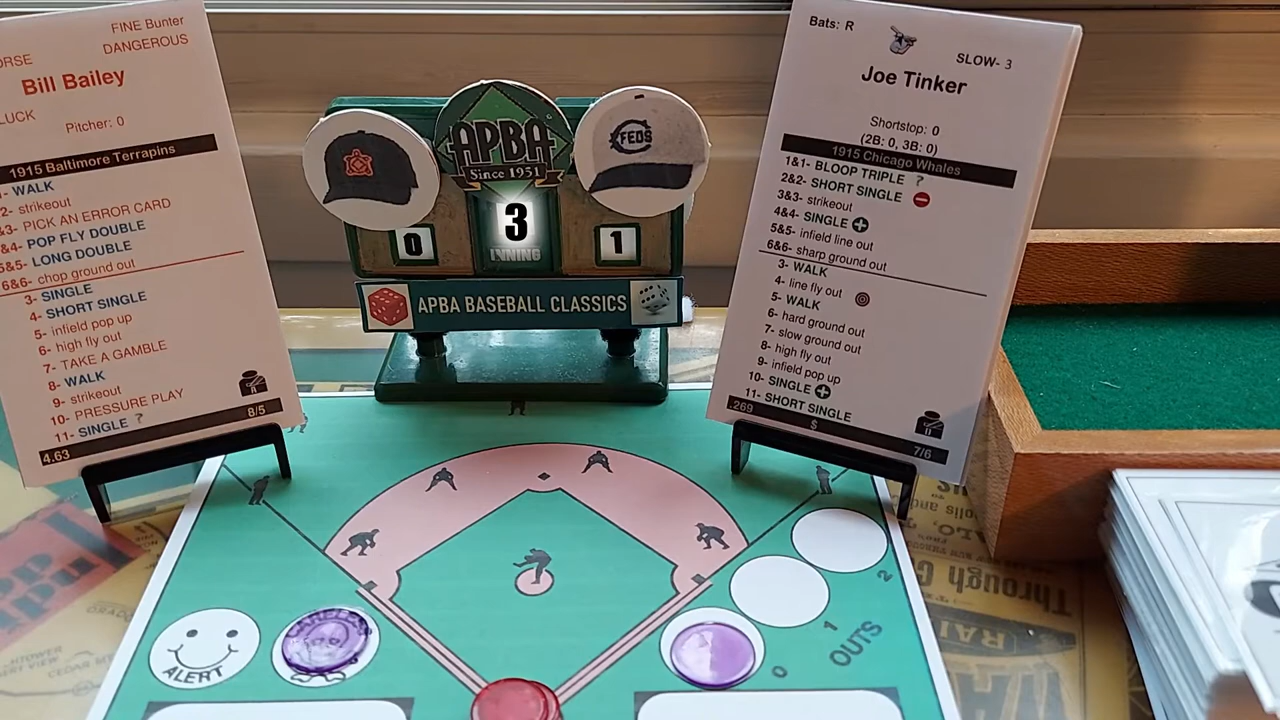 FINE Bunter
DANGEROUS
Bill Bailey
LUCK
Pitcher: 0
1915 Baltimore Terrapins
WALK
2- strikeout
&3- PICK AN ERROR CARD
&4- POP FLY DOUBLE
5&5- LONG DOUBLE
6&6- chop ground out
3- SINGLE
4- SHORT SINGLE
5- infield pop up
6- high fly out
7- TAKE A GAMBLE
8- WALK
9- strikeout
10- PRESSURE PLAY
11- SINGLE ?
R
8/5
4.63
APBA
Since 1951
FEDS
0
3
INNING
1
APBA BASEBALL CLASSICS
Bats: R
SLOW- 3
Joe Tinker
Shortstop: 0
(2B: 0, 3B: 0)
1915 Chicago Whales
1&1- BLOOP TRIPLE ?
2&2- SHORT SINGLE
3&3- strikeout
4&4- SINGLE
5&5- infield line out
6&6- sharp ground out
3- WALK
4- line fly out
5- WALK
6- hard ground out
7- slow ground out
8- high fly out
9- infield pop up
10- SINGLE
11- SHORT SINGLE
.269
$
7/6
ALERT
0
1
2
OUTS
Through
RAI